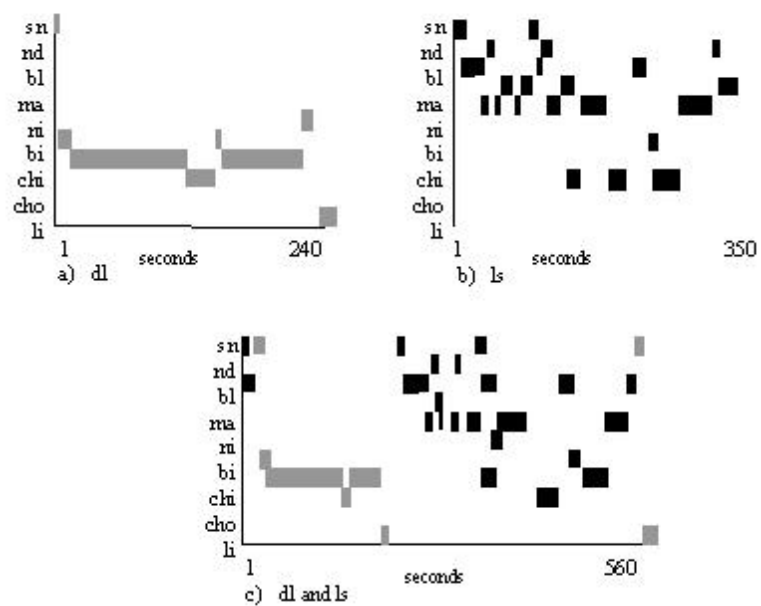 sn
nd
bl
ma
ni
bi
chi
cho
li
1 seconds 240
a) dl
sn
nd
bl
ma
ni
bi
chi
cho
li
1 seconds 350
b) ls
sn
nd
bl
ma
ni
bi
chi
cho
li
1 seconds 560
c) dl and ls